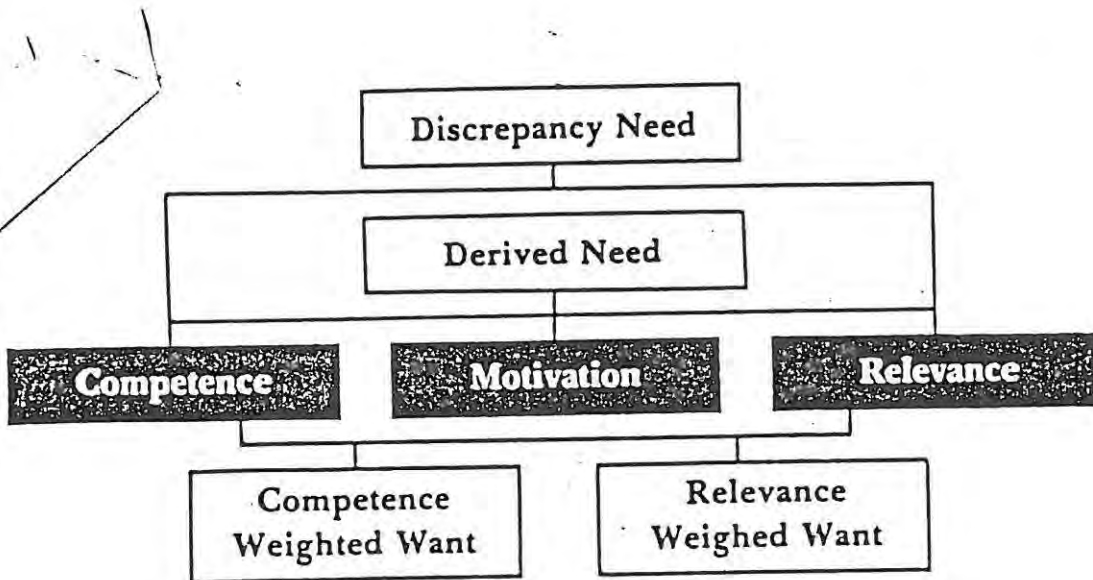 Discrepancy Need
Derived Need
Competence
Motivation
Relevance
Competence
Weighted Want
Relevance
Weighed Want